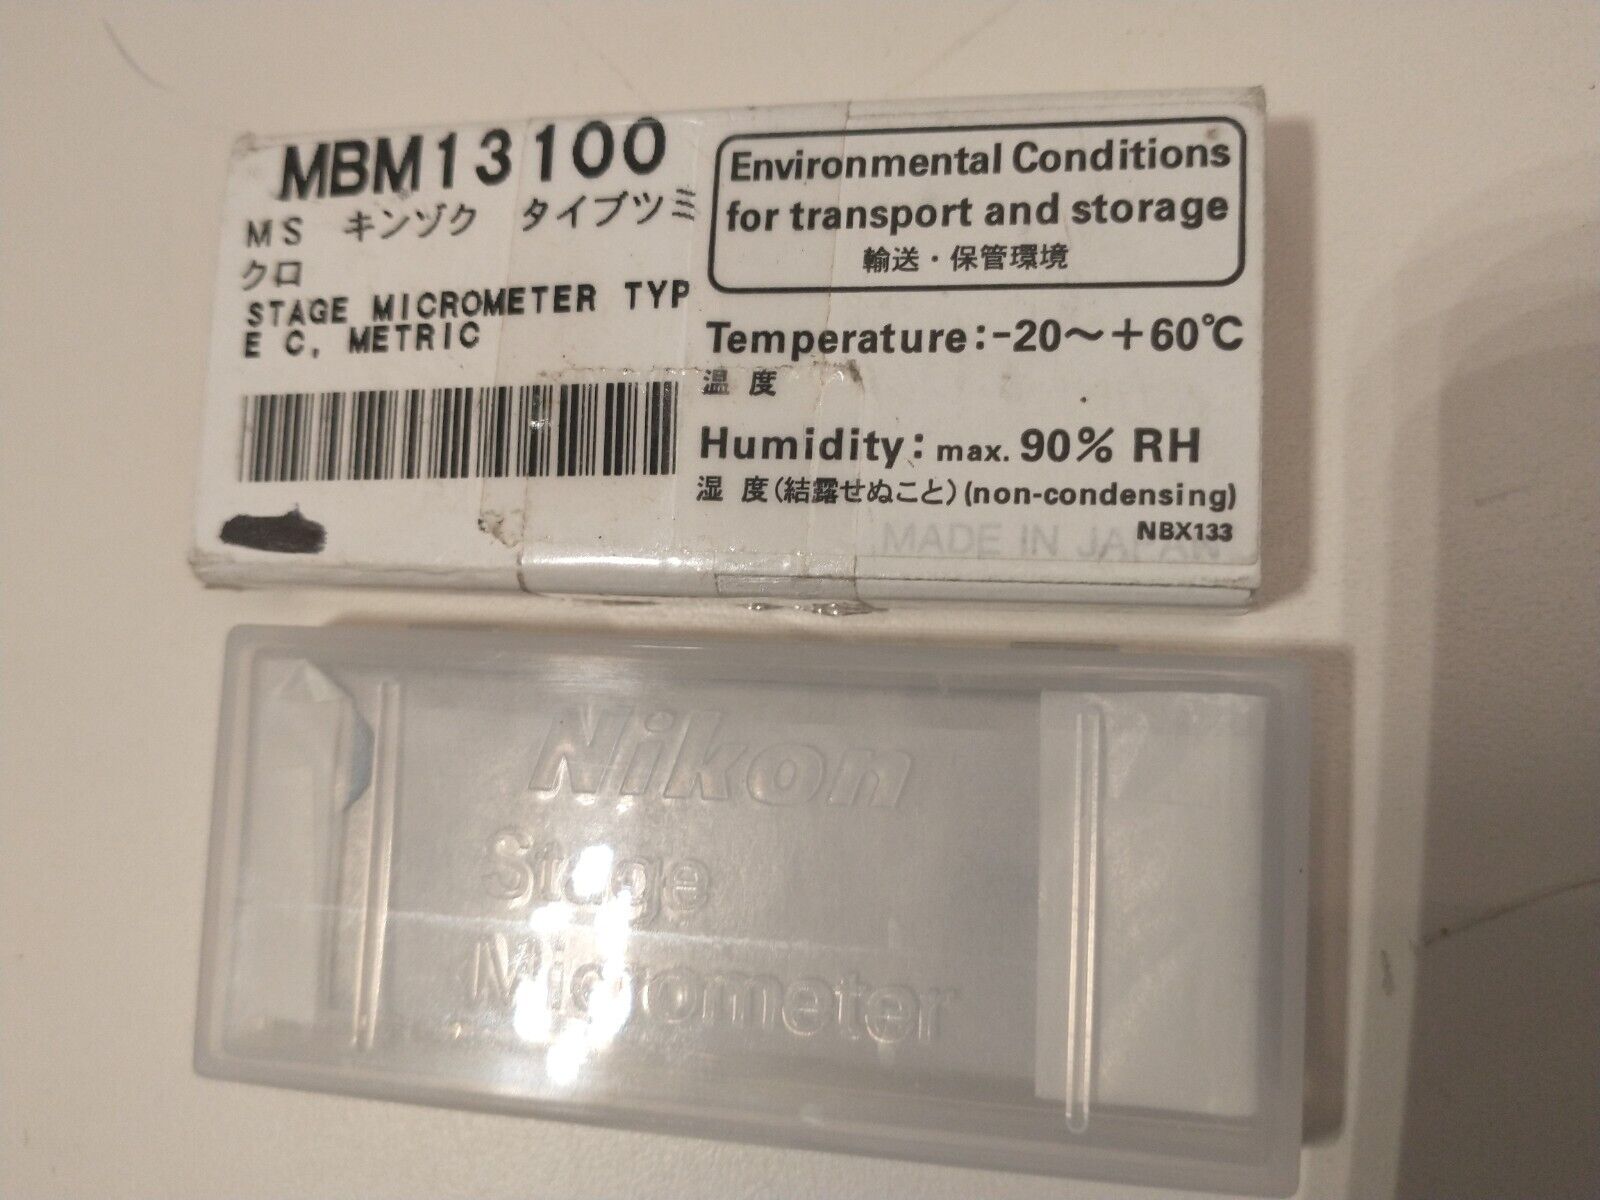 MBM13100
MS キンゾク タイブツミ
クロ
STAGE MICROMETER TYP
E C, METRIC
Environmental Conditions
for transport and storage
輸送・保管環境
Temperature:-20～+60℃
温 度
Humidity: max. 90% RH
湿 度(結露せぬこと)(non-condensing)
NBX133
MADE IN JAPAN
Nikon
Stage
Micrometer